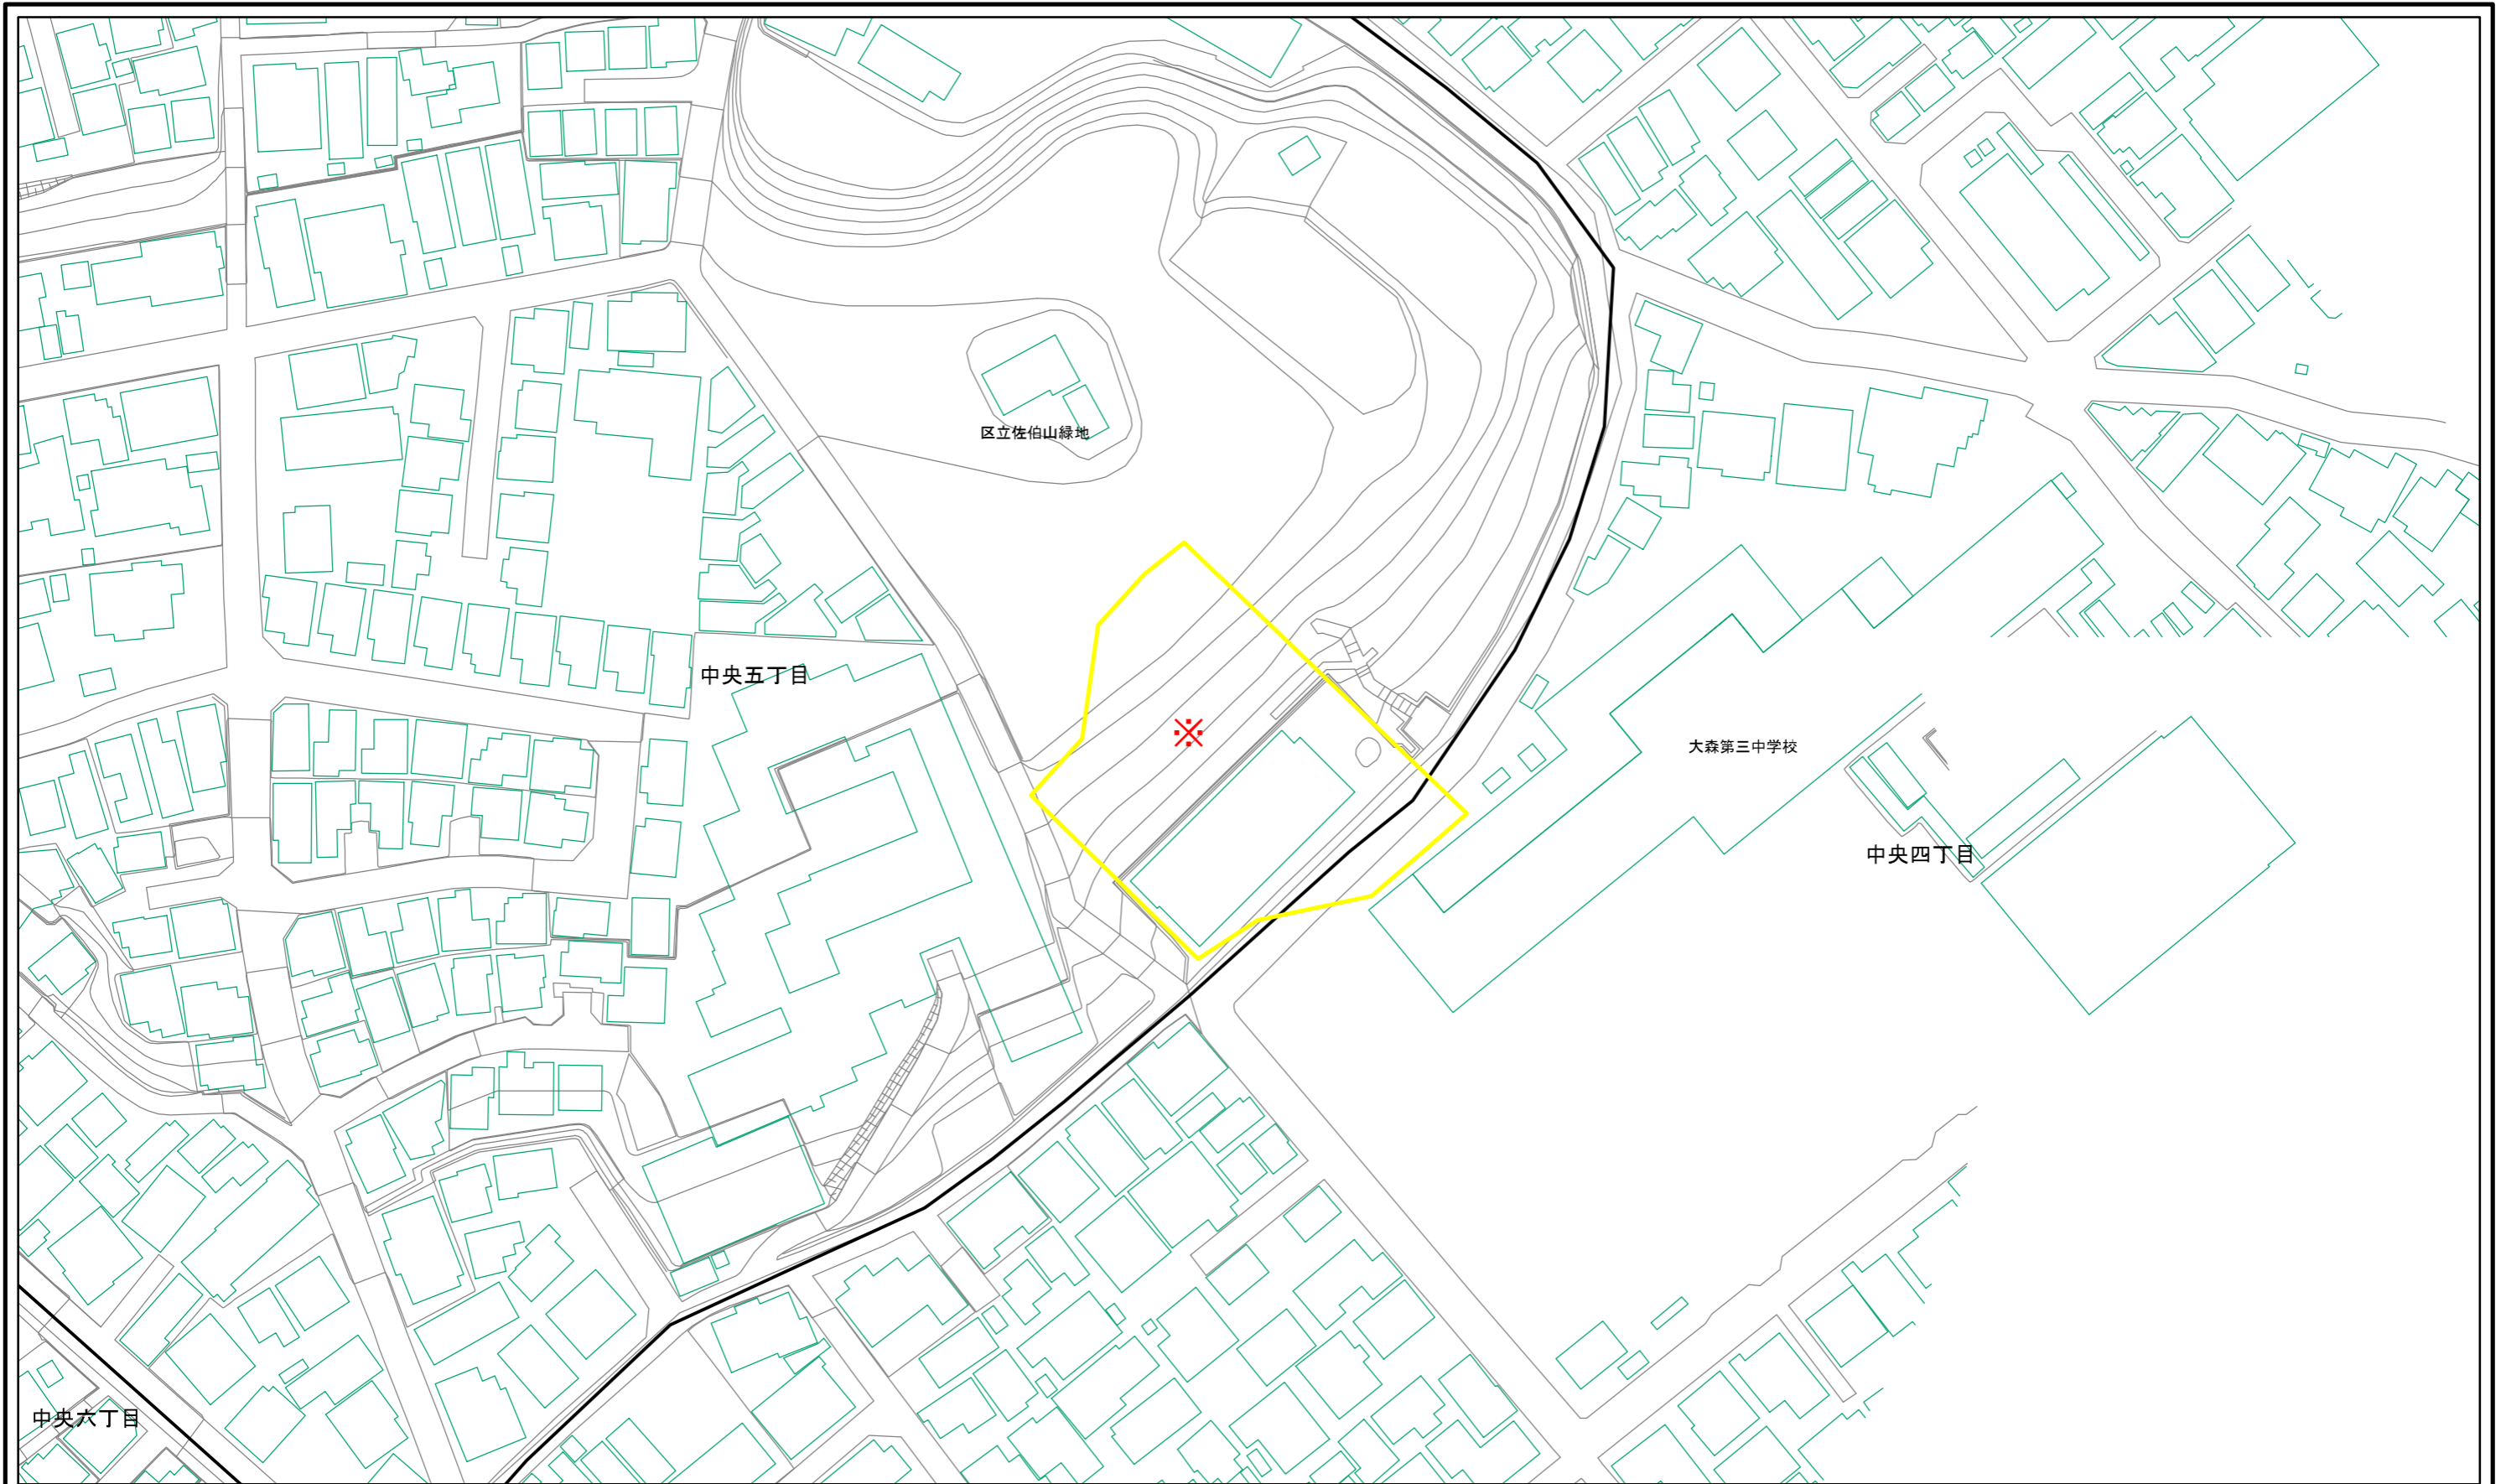 区立佐伯山緑地
中央五丁目
※
大森第三中学校
中央四丁目
中央六丁目